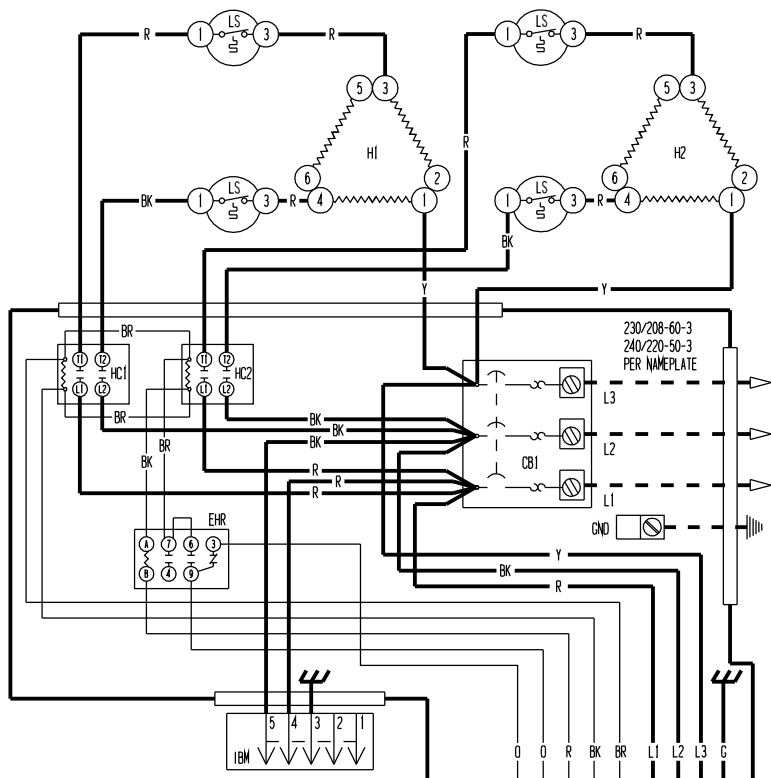 LS
LS
1
R
3
R
1
3
R
5
3
5
3
H1
H2
R
6
2
6
2
LS
LS
BK
1
3
R
4
1
1
3
R
4
1
BK
Y
Y
BR
230/208-60-3
240/220-50-3
PER NAMEPLATE
T1
T2
HC1
L1
L2
T1
T2
HC2
L1
L2
L3
BR
BK
BK
BR
BK
BK
L2
CB1
R
R
R
L1
EHR
GND
A
7
6
3
B
4
9
Y
BK
R
5
4
3
2
1
IBM
O
O
R
BK
BR
L1
L2
L3
G